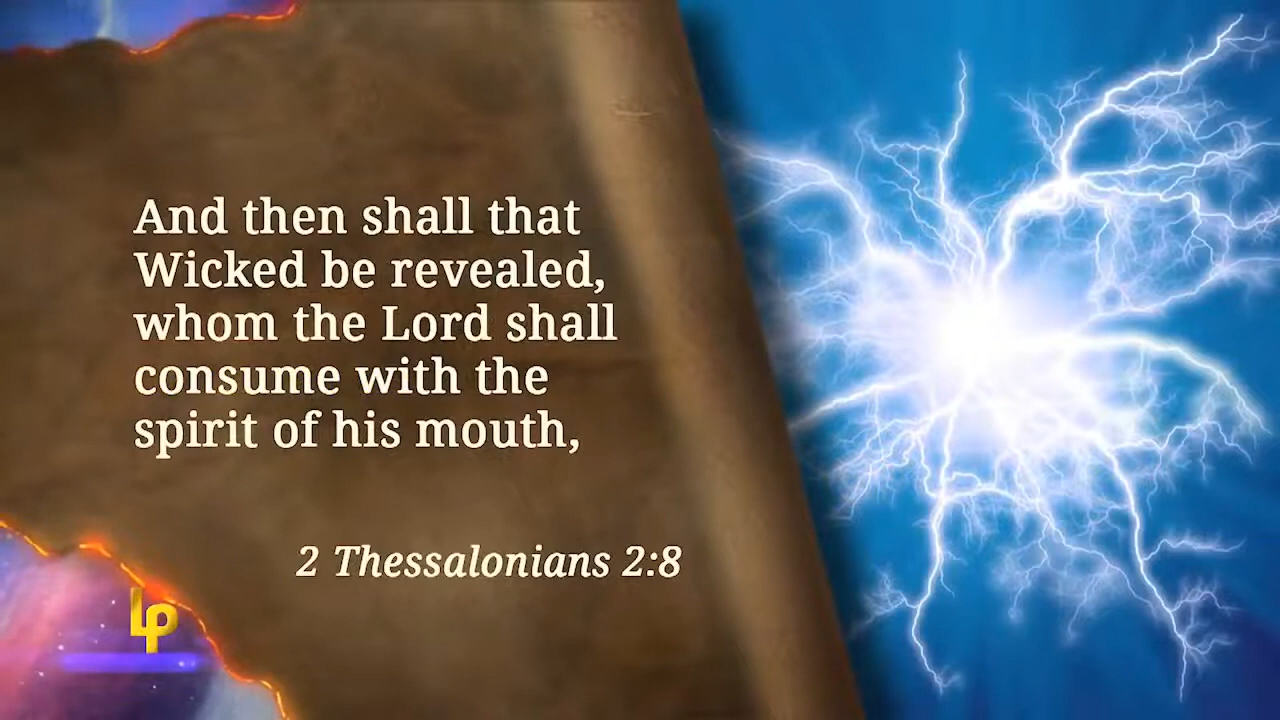 And then shall that
Wicked be revealed,
whom the Lord shall
consume with the
spirit of his mouth,
2 Thessalonians 2:8
LP